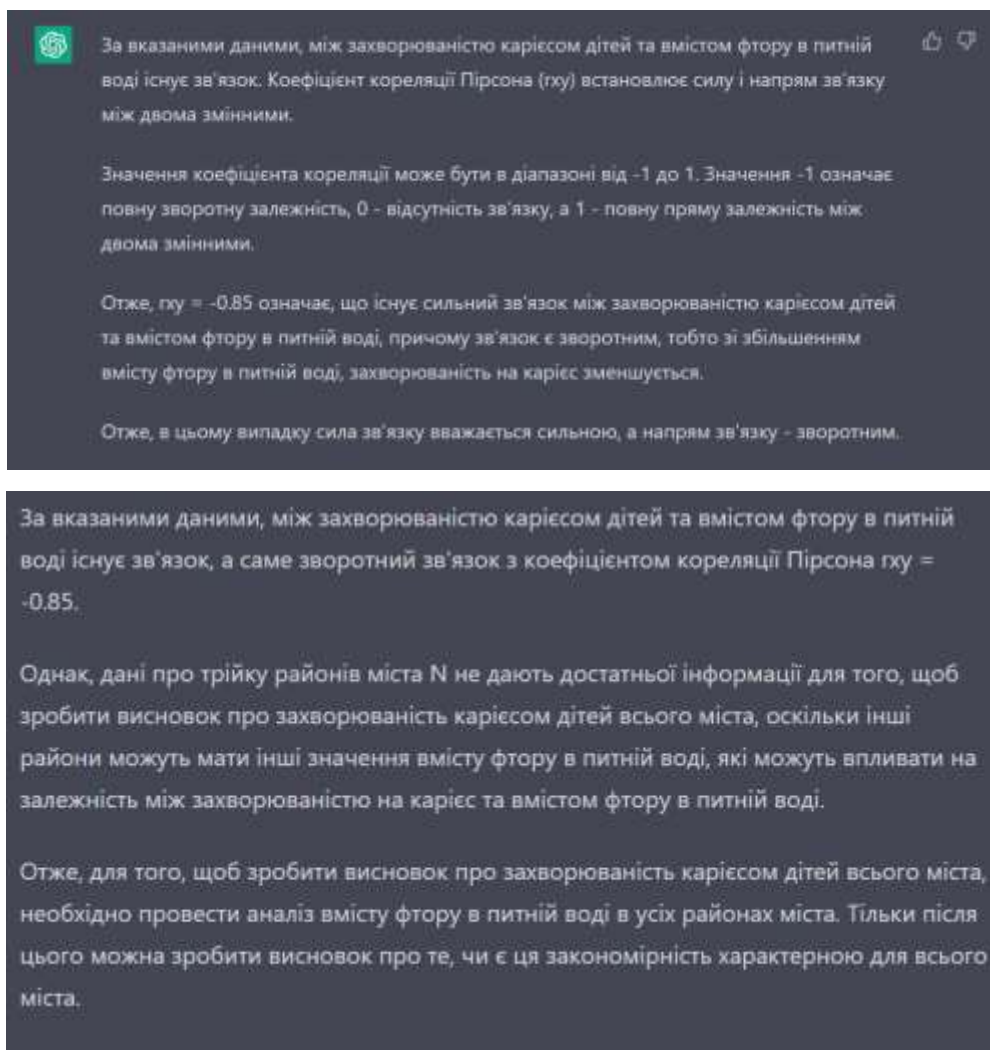 За вказаними даними, між захворюваністю карієсом дітей та вмістом фтору в питній
воді існує зв'язок. Коефіцієнт кореляції Пірсона (rxy) встановлює силу і напрям зв'язку
між двома змінними.
Значення коефіцієнта кореляції може бути в діапазоні від -1 до 1. Значення -1 означає
повну зворотну залежність, 0 - відсутність зв'язку, а 1 - повну пряму залежність між
двома змінними.
Отже, rxy = -0.85 означає, що існує сильний зв'язок між захворюваністю карієсом дітей
та вмістом фтору в питній воді, причому зв'язок є зворотним, тобто зі збільшенням
вмісту фтору в питній воді, захворюваність на карієс зменшується.
Отже, в цьому випадку сила зв'язку вважається сильною, а напрям зв'язку - зворотним.
За вказаними даними, між захворюваністю карієсом дітей та вмістом фтору в питній
воді існує зв'язок, а саме зворотний зв'язок з коефіцієнтом кореляції Пірсона rxy =
-0.85.
Однак, дані про трійку районів міста N не дають достатньої інформації для того, щоб
зробити висновок про захворюваність карієсом дітей всього міста, оскільки інші
райони можуть мати інші значення вмісту фтору в питній воді, які можуть впливати на
залежність між захворюваністю на карієс та вмістом фтору в питній воді.
Отже, для того, щоб зробити висновок про захворюваність карієсом дітей всього міста,
необхідно провести аналіз вмісту фтору в питній воді в усіх районах міста. Тільки після
цього можна зробити висновок про те, чи є ця закономірність характерною для всього
міста.